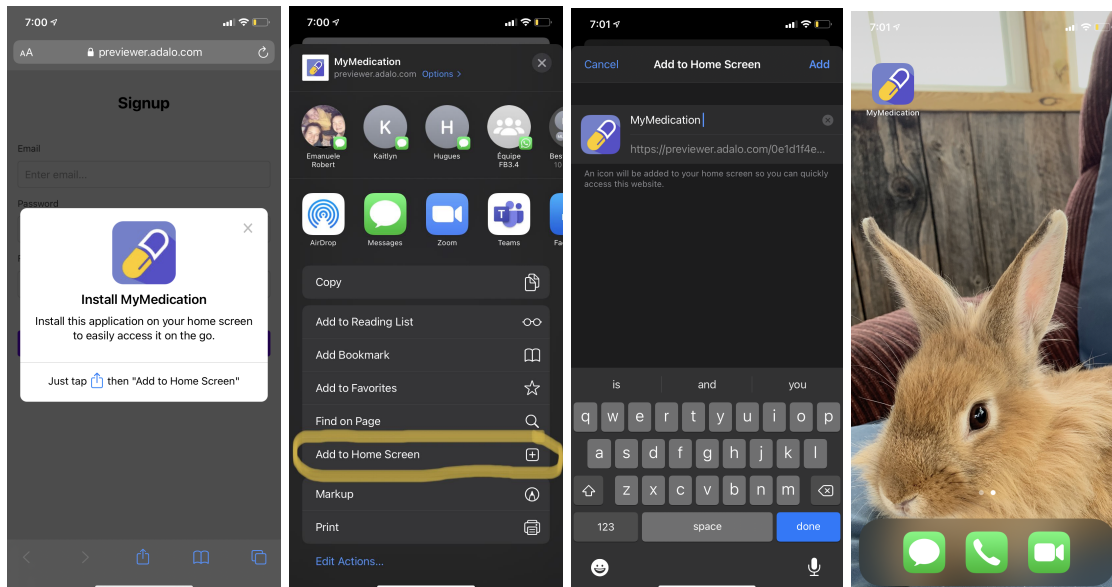 7:00
AA
previewer.adalo.com
Signup
Email
Enter email...
Password
Install MyMedication
Install this application on your home screen
to easily access it on the go.
Just tap then "Add to Home Screen"
7:00
MyMedication
previewer.adalo.com Options >
K
H
Emanuele
Robert
Kaitlyn
Hugues
Équipe
FB3.4
AirDrop
Messages
Zoom
Teams
Copy
Add to Reading List
Add Bookmark
Add to Favorites
Find on Page
Add to Home Screen
Markup
Print
Edit Actions...
7:01
Cancel
Add to Home Screen
Add
MyMedication
https://previewer.adalo.com/0e1d1f4e...
An icon will be added to your home screen so you can quickly
access this website.
is and you
q w e r t y u i o p
a s d f g h j k l
z x c v b n m
123 space done
7:01
MyMedication